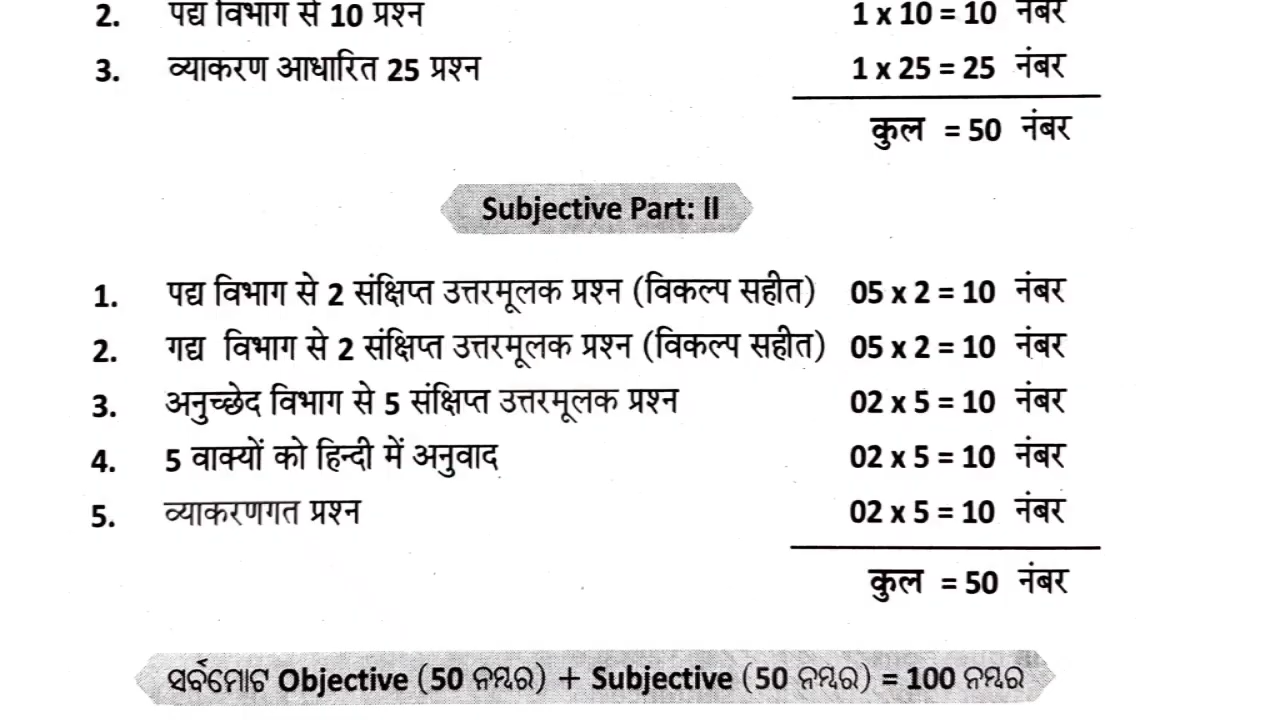 2. पद्य विभाग से 10 प्रश्न 1 x 10 = 10 नंबर
3. व्याकरण आधारित 25 प्रश्न 1 x 25 = 25 नंबर
कुल = 50 नंबर
Subjective Part: II
1. पद्य विभाग से 2 संक्षिप्त उत्तरमूलक प्रश्न (विकल्प सहीत) 05 x 2 = 10 नंबर
2. गद्य विभाग से 2 संक्षिप्त उत्तरमूलक प्रश्न (विकल्प सहीत) 05 x 2 = 10 नंबर
3. अनुच्छेद विभाग से 5 संक्षिप्त उत्तरमूलक प्रश्न 02 x 5 = 10 नंबर
4. 5 वाक्यों को हिन्दी में अनुवाद 02 x 5 = 10 नंबर
5. व्याकरणगत प्रश्न 02 x 5 = 10 नंबर
कुल = 50 नंबर
ସର୍ବମୋଟ Objective (50 ନମ୍ବର) + Subjective (50 ନମ୍ବର) = 100 ନମ୍ବର